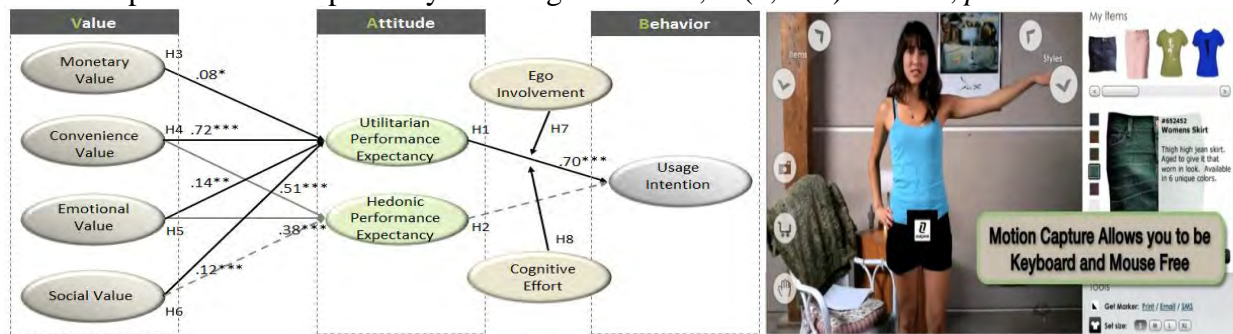 Value
Attitude
Behavior
Monetary
Value
H3
.08*
Convenience
Value
H4
.72***
Emotional
Value
H5
.14**
.51***
.38***
Social Value
H6
.12***
Utilitarian
Performance
Expectancy
H1
Hedonic
Performance
Expectancy
H2
Ego
Involvement
H7
.70***
Usage
Intention
H8
Cognitive
Effort
Items
Styles
My Items
#652452
Womens Skirt
Thigh high jean skirt.
Aged to give it that
worn in look. Available
in 6 unique colors.
Motion Capture Allows you to be
Keyboard and Mouse Free
Tools
Get Marker: Print / Email / SMS
Set size: S M L XL